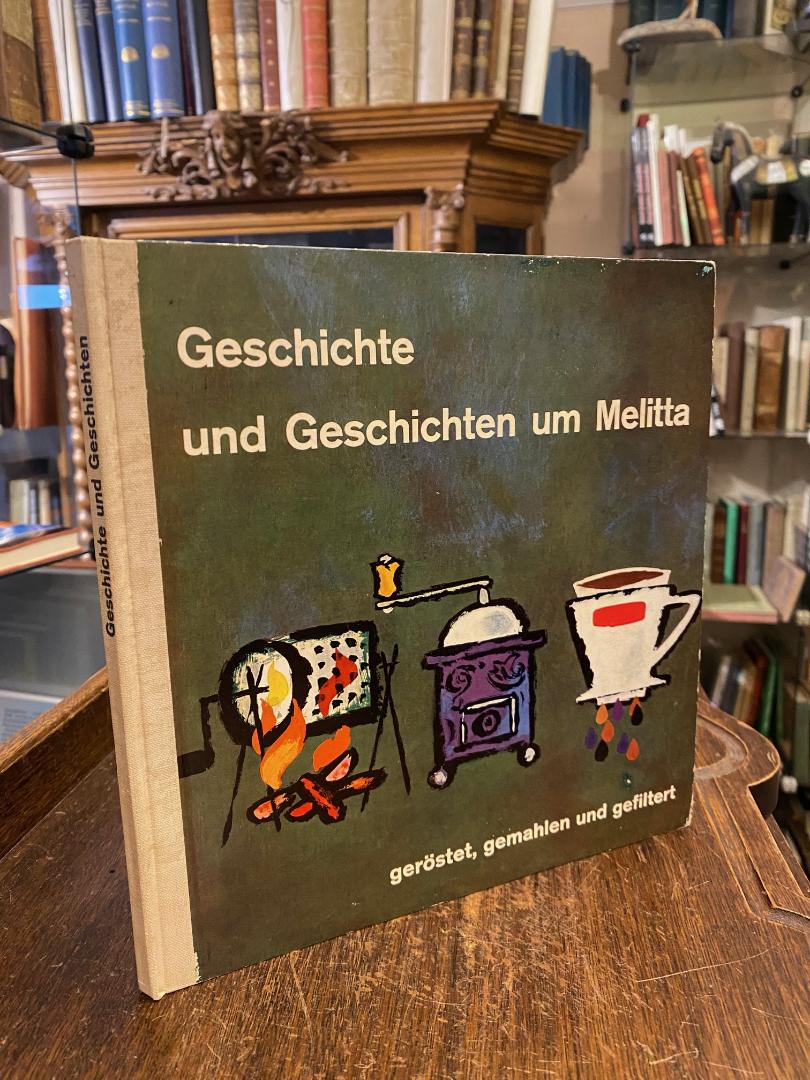 Geschichte
und Geschichten um Melitta
geröstet, gemahlen und gefiltert
Geschichte und Geschichten